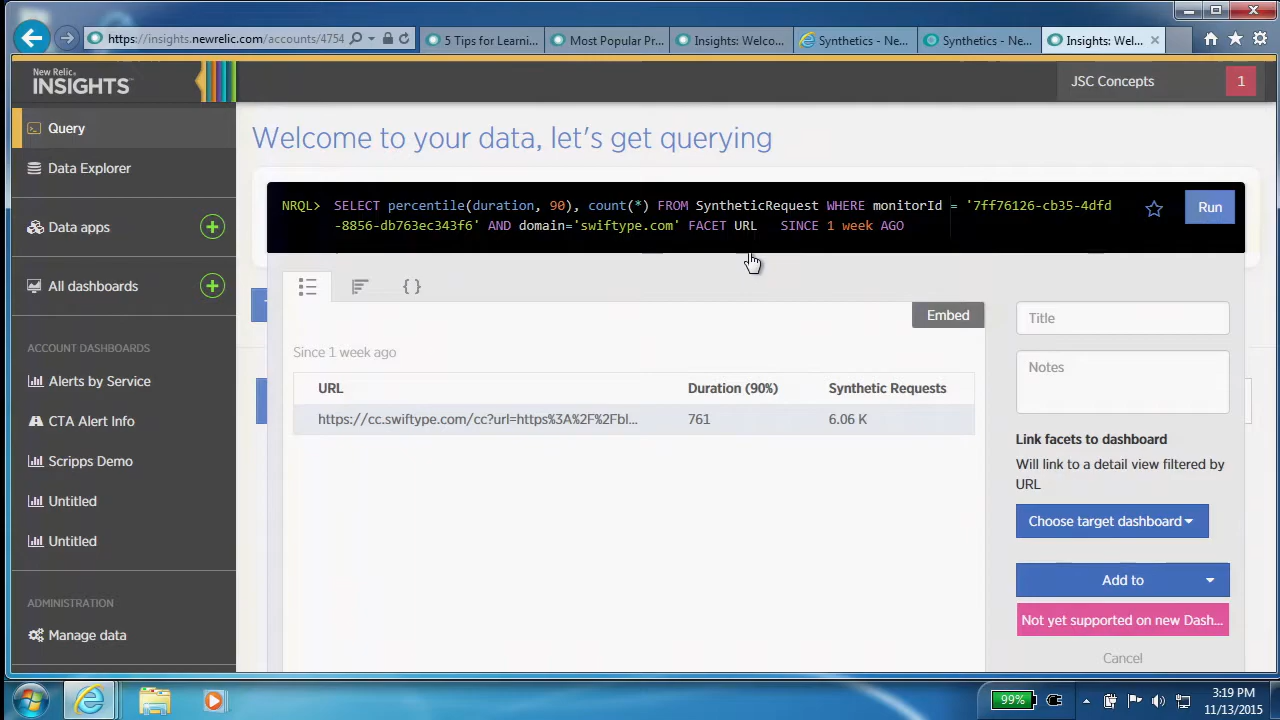 https://insights.newrelic.com/accounts/4754
5 Tips for Learni...
Most Popular Pr...
Insights: Welco...
Synthetics - Ne...
Synthetics - Ne...
Insights: Wel...
New Relic®
INSIGHTS™
JSC Concepts
1
Query
Data Explorer
Data apps
All dashboards
ACCOUNT DASHBOARDS
Alerts by Service
CTA Alert Info
Scripps Demo
Untitled
Untitled
ADMINISTRATION
Manage data
Welcome to your data, let's get querying
NRQL> SELECT percentile(duration, 90), count(*) FROM SyntheticRequest WHERE monitorId = '7ff76126-cb35-4dfd
-8856-db763ec343f6' AND domain='swiftype.com' FACET URL SINCE 1 week AGO
Run
{ }
Embed
Since 1 week ago
URL Duration (90%) Synthetic Requests
https://cc.swiftype.com/cc?url=https%3A%2F%2Fbl... 761 6.06 K
Title
Notes
Link facets to dashboard
Will link to a detail view filtered by
URL
Choose target dashboard
Add to
Not yet supported on new Dash...
Cancel
99%
3:19 PM
11/13/2015